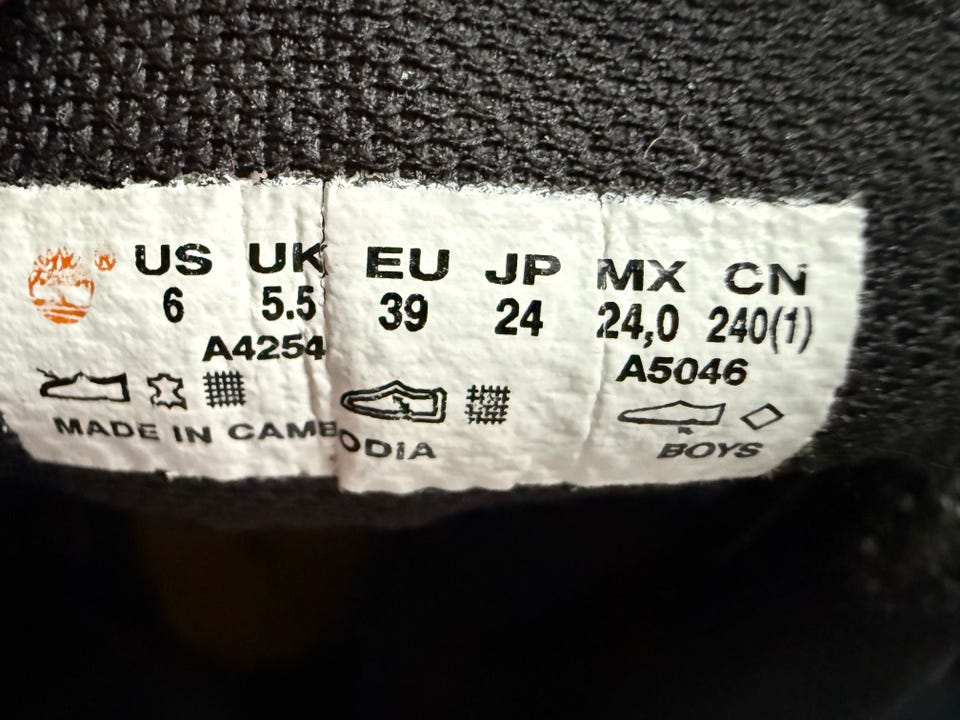 ® US UK EU JP MX CN
6 5.5 39 24 24,0 240(1)
A4254 A5046
MADE IN CAMBODIA BOYS